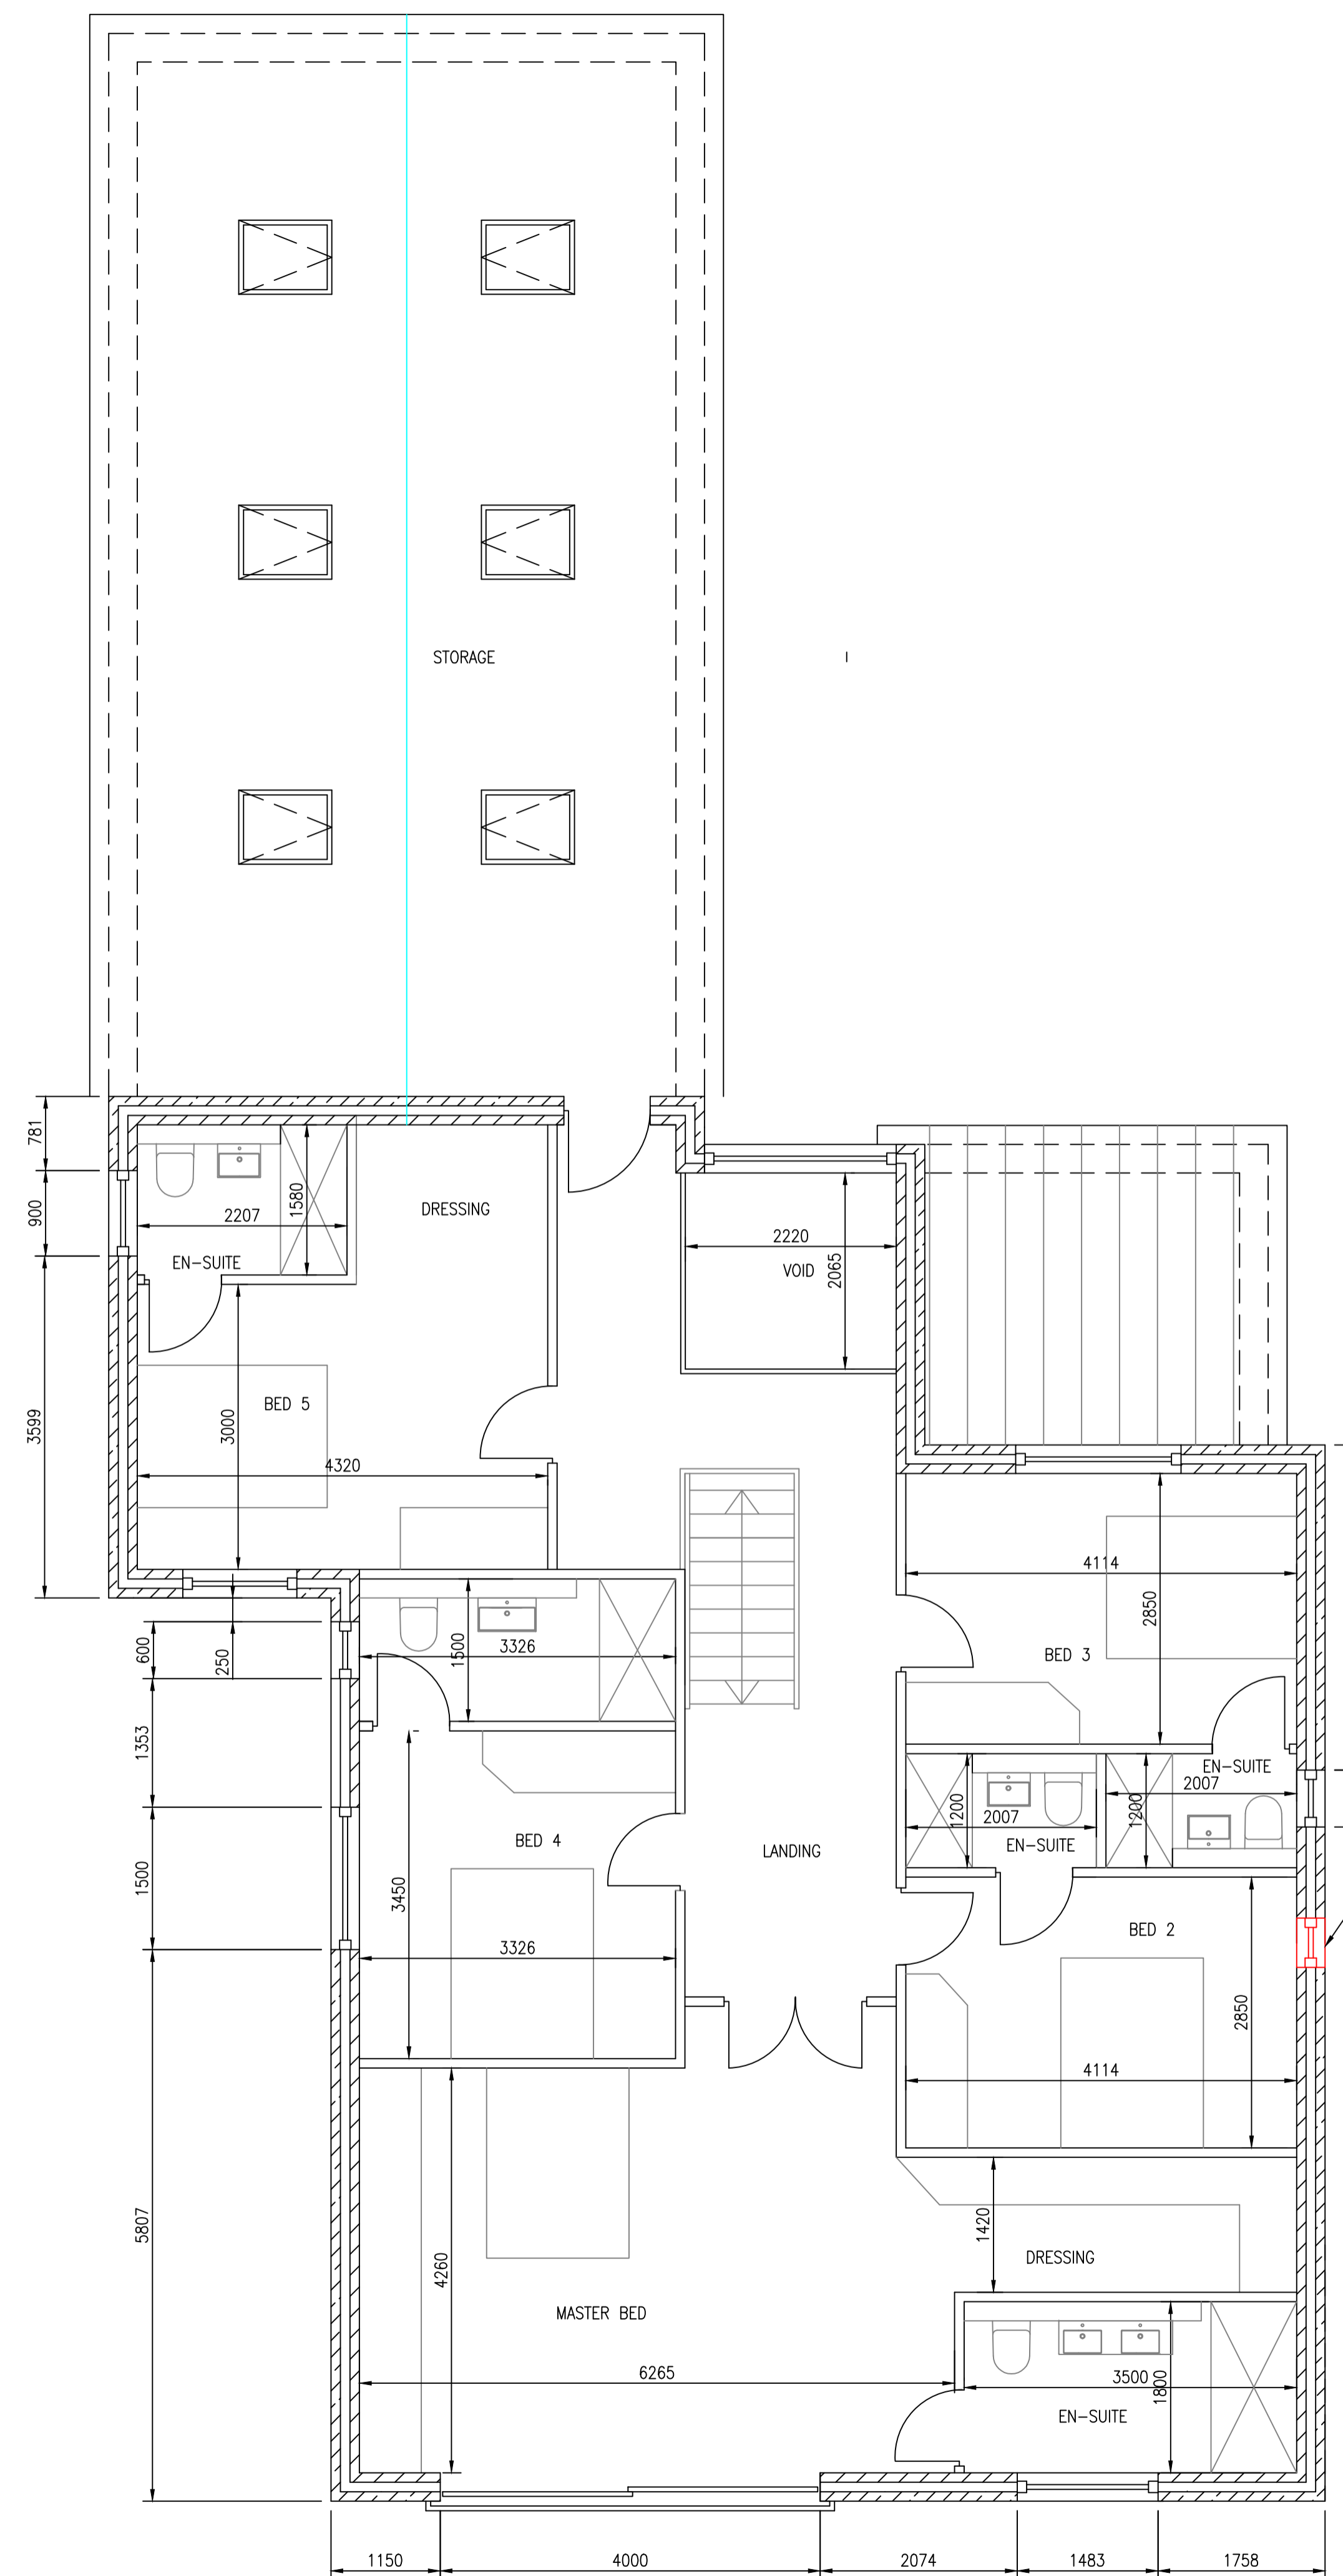 STORAGE
781
900
3599
1580
2207
DRESSING
EN-SUITE
2220
2065
VOID
BED 5
3000
4320
4114
2850
BED 3
600
250
1500
3326
1353
1500
BED 4
3450
3326
LANDING
EN-SUITE
2007
1200
1200
2007
EN-SUITE
BED 2
2850
4114
5807
4260
1420
DRESSING
MASTER BED
6265
3500
1800
EN-SUITE
1150
4000
2074
1483
1758